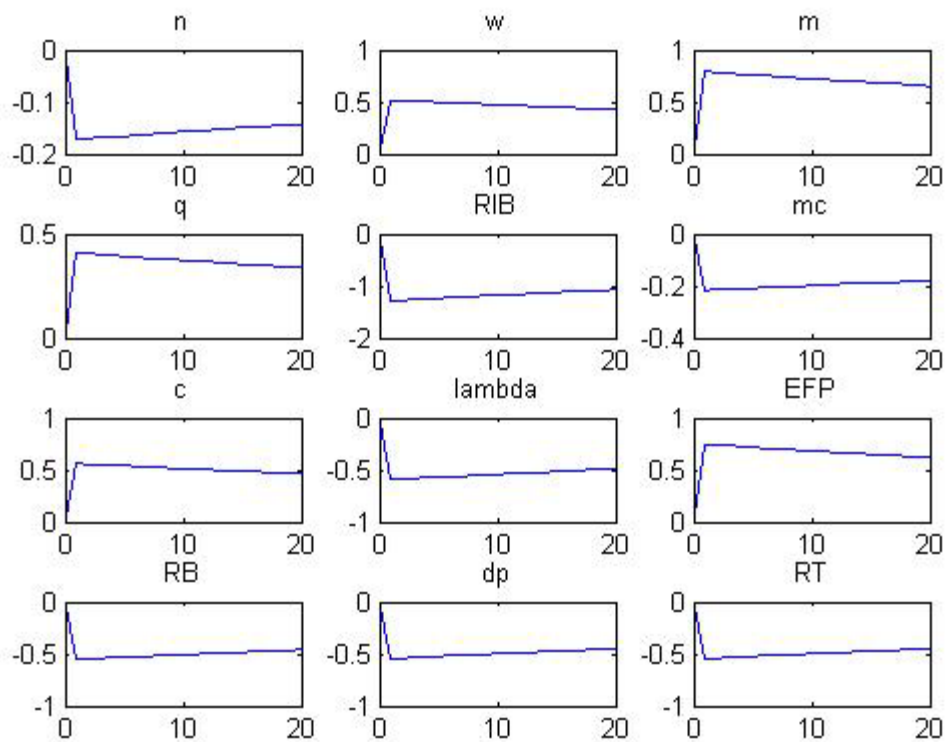 n w m
0 1 1
-0.1 0.5 0.5
-0.2 0 0
0 10 20 0 10 20 0 10 20
q RIB mc
0.5 0 0
-1 -0.2
0 -2 -0.4
0 10 20 0 10 20 0 10 20
c lambda EFP
1 0 1
0.5 -0.5 0.5
0 -1 0
0 10 20 0 10 20 0 10 20
RB dp RT
0 0 0
-0.5 -0.5 -0.5
-1 -1 -1
0 10 20 0 10 20 0 10 20